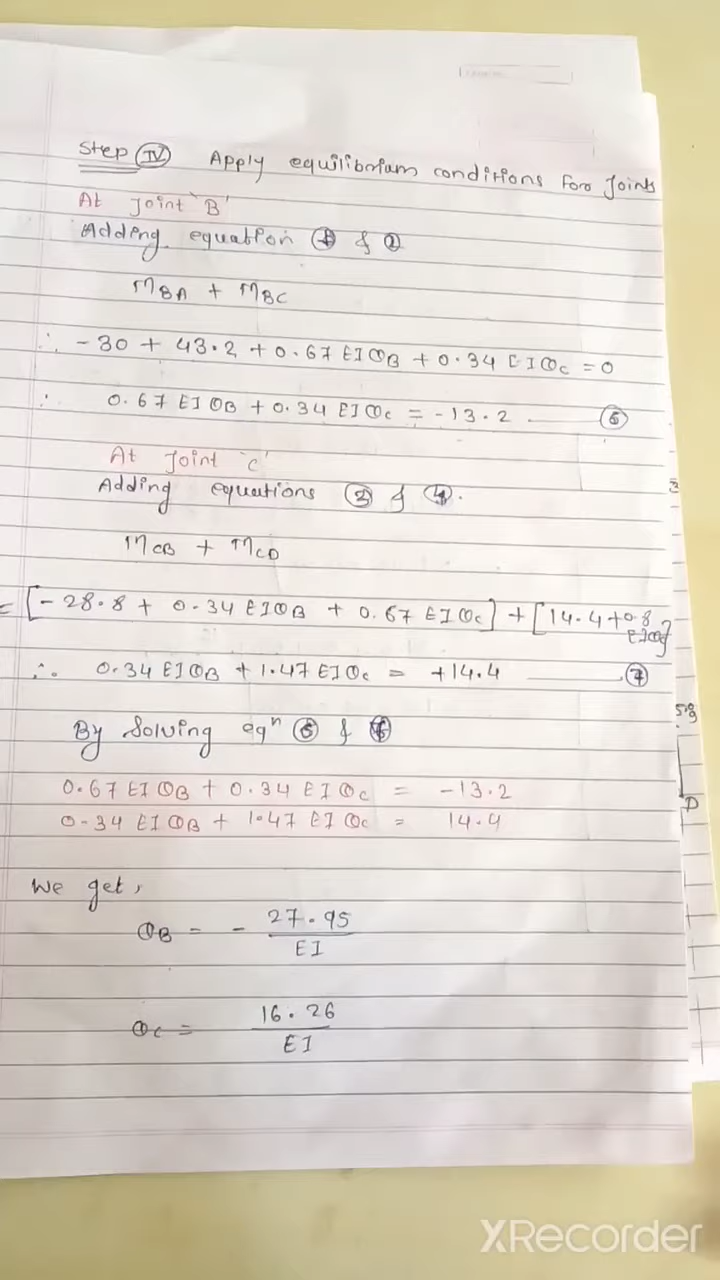 Step IV Apply equilibrium conditions for Joints
At Joint 'B'
Adding equation & 2
MBA + MBC
∴ -30 + 43.2 + 0.67 EIθB + 0.34 EIθC = 0
∴ 0.67 EIθB + 0.34 EIθC = -13.2 — 6
At Joint 'C'
Adding equations 3 & 4.
MCB + MCD
= [-28.8 + 0.34 EIθB + 0.67 EIθC] + [14.4 + 0.8 EIθC]
∴ 0.34 EIθB + 1.47 EIθC = +14.4 — 7
By Solving eqn 6 &
0.67 EIθB + 0.34 EIθC = -13.2
0.34 EIθB + 1.47 EIθC = 14.4
We get,
θB = - 27.95 / EI
θC = 16.26 / EI
D
XRecorder